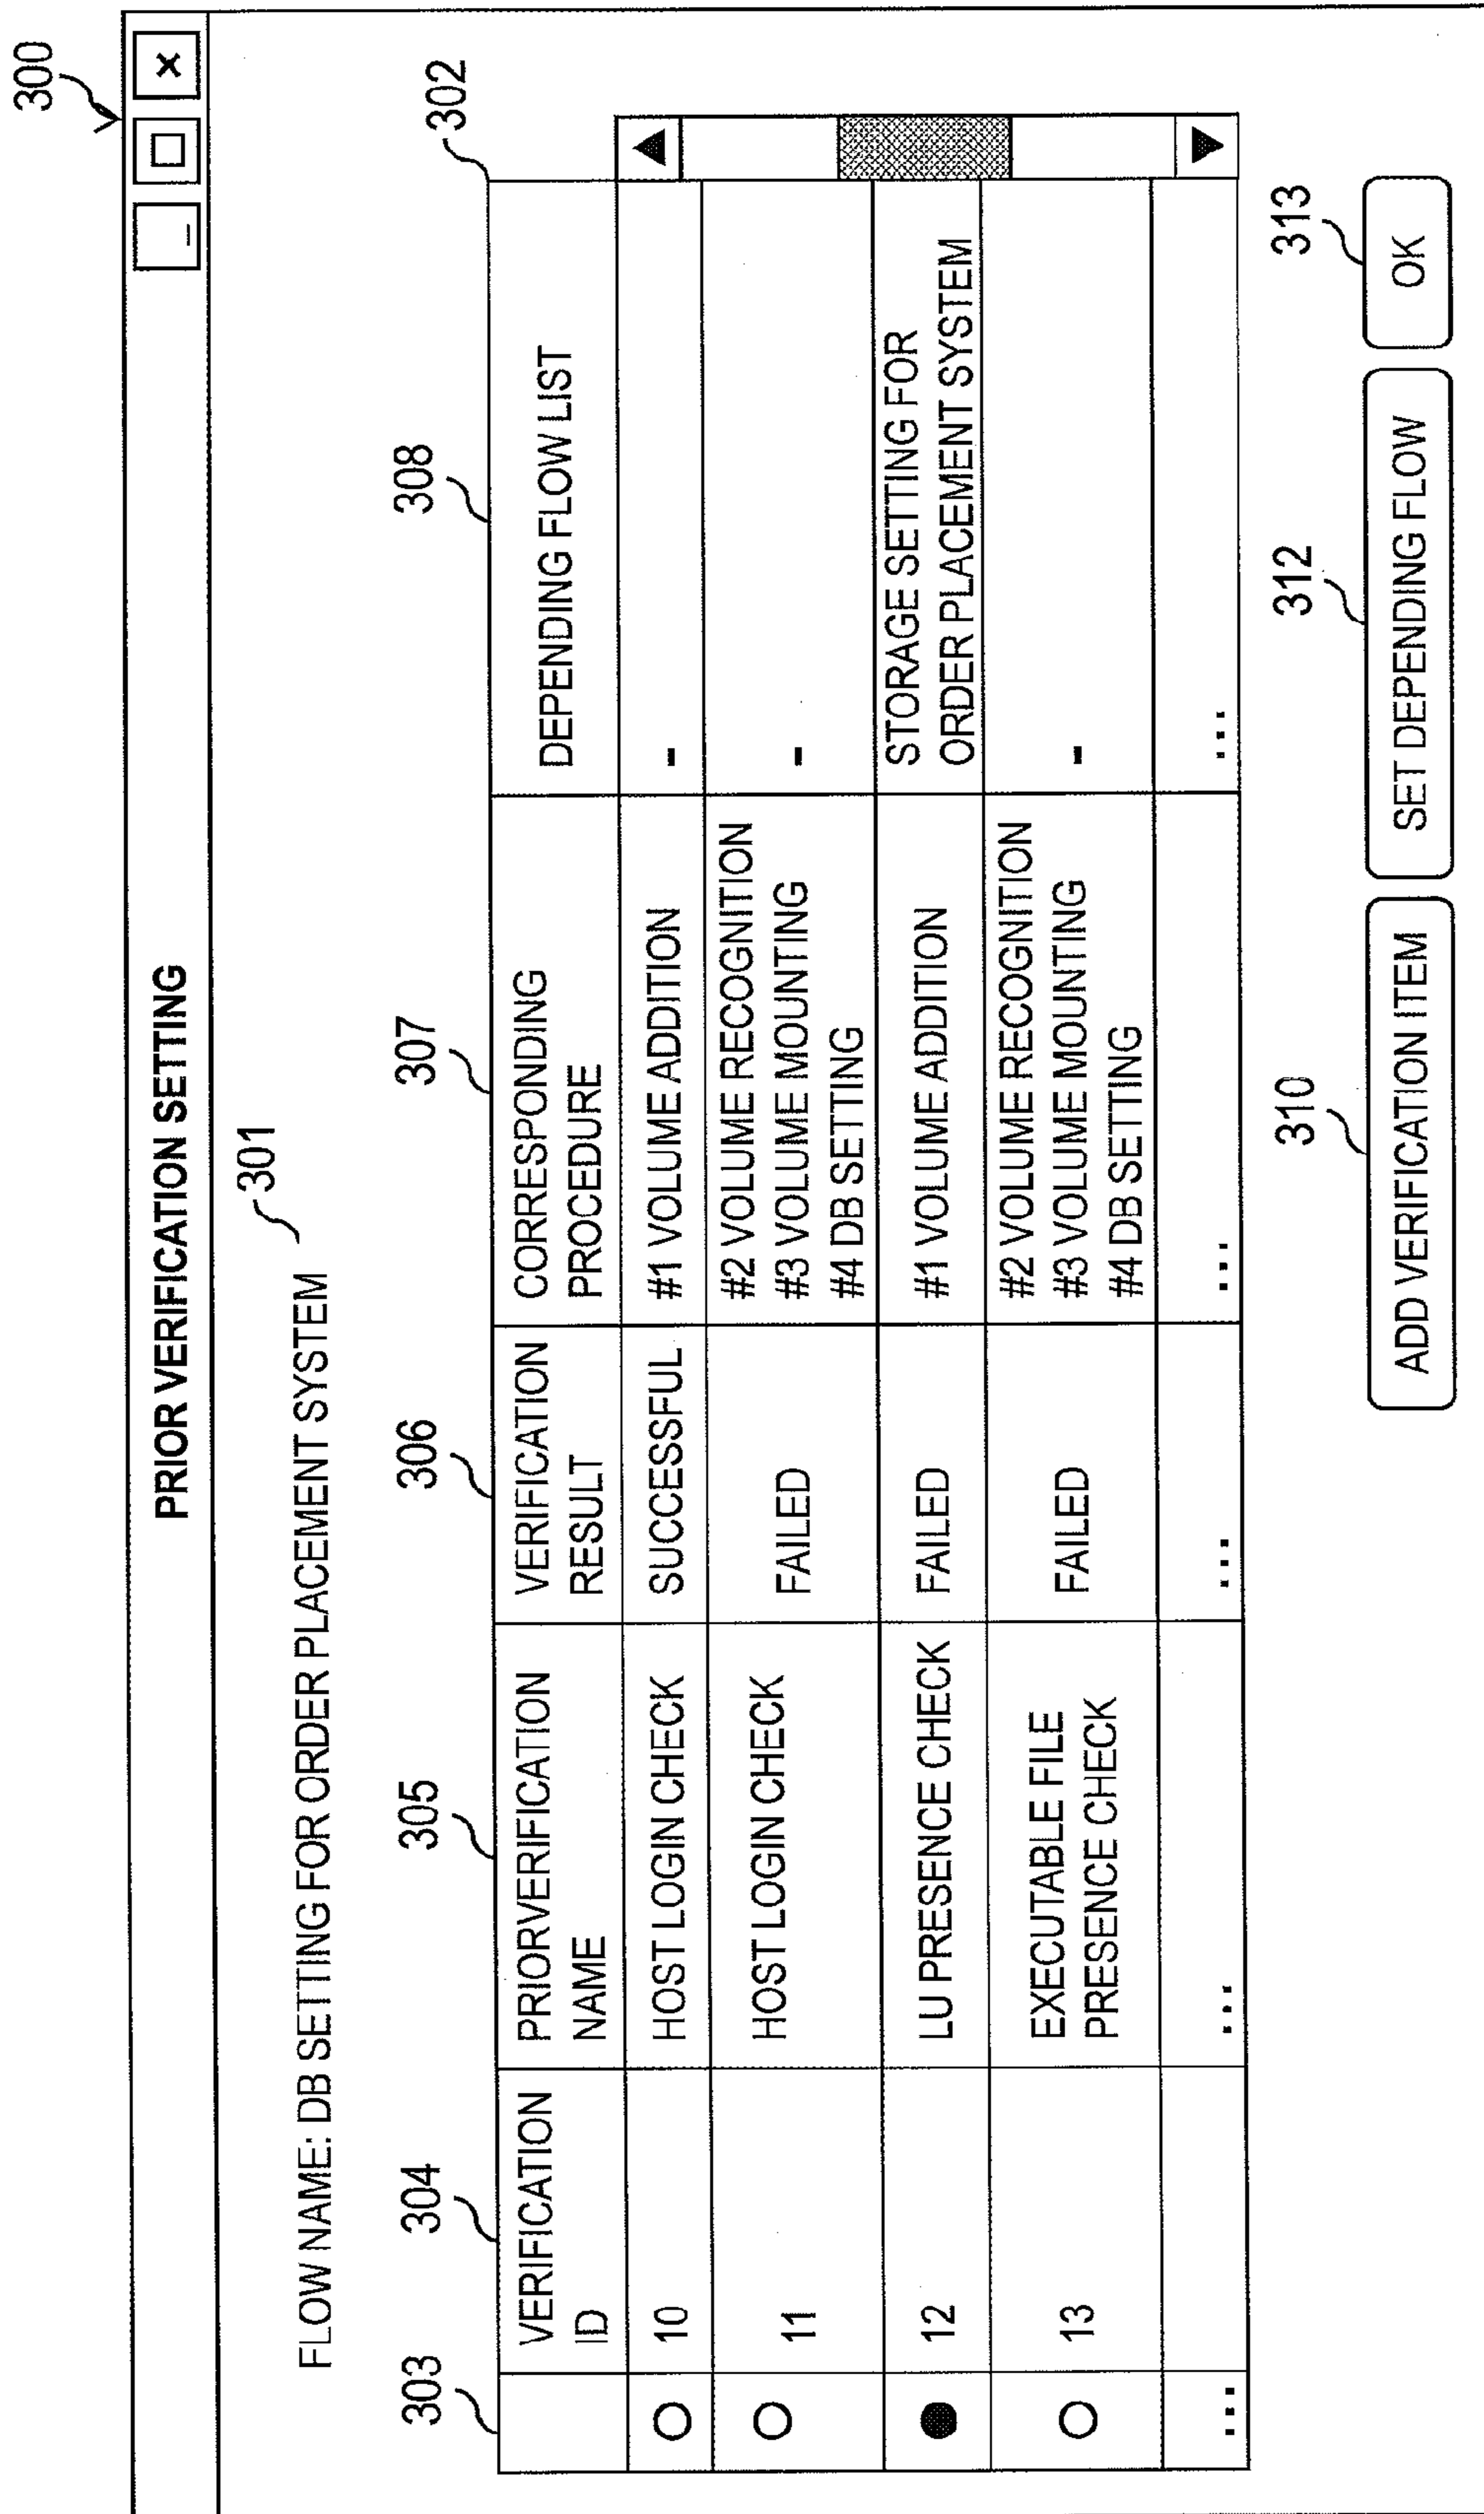 300
PRIOR VERIFICATION SETTING
_ □ ×
FLOW NAME: DB SETTING FOR ORDER PLACEMENT SYSTEM
301
302
303
304
305
306
307
308
VERIFICATION
ID
PRIORVERIFICATION
NAME
VERIFICATION
RESULT
CORRESPONDING
PROCEDURE
DEPENDING FLOW LIST
10
HOST LOGIN CHECK
SUCCESSFUL
#1 VOLUME ADDITION
-
11
HOST LOGIN CHECK
FAILED
#2 VOLUME RECOGNITION
#3 VOLUME MOUNTING
#4 DB SETTING
-
12
LU PRESENCE CHECK
FAILED
#1 VOLUME ADDITION
STORAGE SETTING FOR
ORDER PLACEMENT SYSTEM
13
EXECUTABLE FILE
PRESENCE CHECK
FAILED
#2 VOLUME RECOGNITION
#3 VOLUME MOUNTING
#4 DB SETTING
-
... ... ... ... ...
310
312
313
ADD VERIFICATION ITEM
SET DEPENDING FLOW
OK